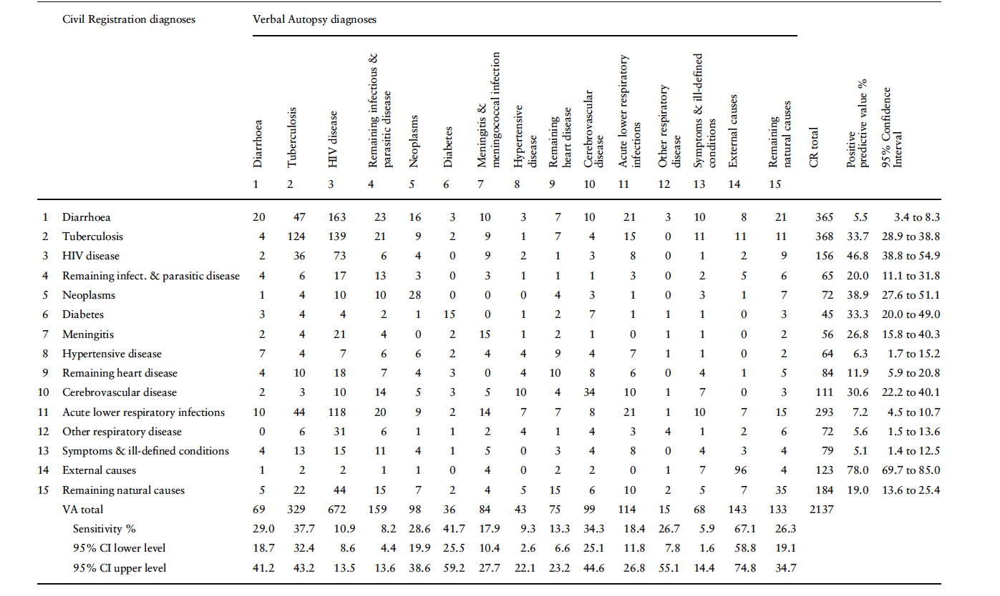 Civil Registration diagnoses Verbal Autopsy diagnoses
Diarrhoea
Tuberculosis
HIV disease
Remaining infectious &
parasitic disease
Neoplasms
Diabetes
Meningitis &
meningococcal infection
Hypertensive
disease
Remaining
heart disease
Cerebrovascular
disease
Acute lower respiratory
infections
Other respiratory
disease
Symptoms & ill-defined
conditions
External causes
Remaining
natural causes
CR total
Positive
predictive value %
95% Confidence
Interval
1 2 3 4 5 6 7 8 9 10 11 12 13 14 15
1 Diarrhoea 20 47 163 23 16 3 10 3 7 10 21 3 10 8 21 365 5.5 3.4 to 8.3
2 Tuberculosis 4 124 139 21 9 2 9 1 7 4 15 0 11 11 11 368 33.7 28.9 to 38.8
3 HIV disease 2 36 73 6 4 0 9 2 1 3 8 0 1 2 9 156 46.8 38.8 to 54.9
4 Remaining infect. & parasitic disease 4 6 17 13 3 0 3 1 1 1 3 0 2 5 6 65 20.0 11.1 to 31.8
5 Neoplasms 1 4 10 10 28 0 0 0 4 3 1 0 3 1 7 72 38.9 27.6 to 51.1
6 Diabetes 3 4 4 2 1 15 0 1 2 7 1 1 1 0 3 45 33.3 20.0 to 49.0
7 Meningitis 2 4 21 4 0 2 15 1 2 1 0 1 1 0 2 56 26.8 15.8 to 40.3
8 Hypertensive disease 7 4 7 6 6 2 4 4 9 4 7 1 1 0 2 64 6.3 1.7 to 15.2
9 Remaining heart disease 4 10 18 7 4 3 0 4 10 8 6 0 4 1 5 84 11.9 5.9 to 20.8
10 Cerebrovascular disease 2 3 10 14 5 3 5 10 4 34 10 1 7 0 3 111 30.6 22.2 to 40.1
11 Acute lower respiratory infections 10 44 118 20 9 2 14 7 7 8 21 1 10 7 15 293 7.2 4.5 to 10.7
12 Other respiratory disease 0 6 31 6 1 1 2 4 1 4 3 4 1 2 6 72 5.6 1.5 to 13.6
13 Symptoms & ill-defined conditions 4 13 15 11 4 1 5 0 3 4 8 0 4 3 4 79 5.1 1.4 to 12.5
14 External causes 1 2 2 1 1 0 4 0 2 2 0 1 7 96 4 123 78.0 69.7 to 85.0
15 Remaining natural causes 5 22 44 15 7 2 4 5 15 6 10 2 5 7 35 184 19.0 13.6 to 25.4
VA total 69 329 672 159 98 36 84 43 75 99 114 15 68 143 133 2137
Sensitivity % 29.0 37.7 10.9 8.2 28.6 41.7 17.9 9.3 13.3 34.3 18.4 26.7 5.9 67.1 26.3
95% CI lower level 18.7 32.4 8.6 4.4 19.9 25.5 10.4 2.6 6.6 25.1 11.8 7.8 1.6 58.8 19.1
95% CI upper level 41.2 43.2 13.5 13.6 38.6 59.2 27.7 22.1 23.2 44.6 26.8 55.1 14.4 74.8 34.7